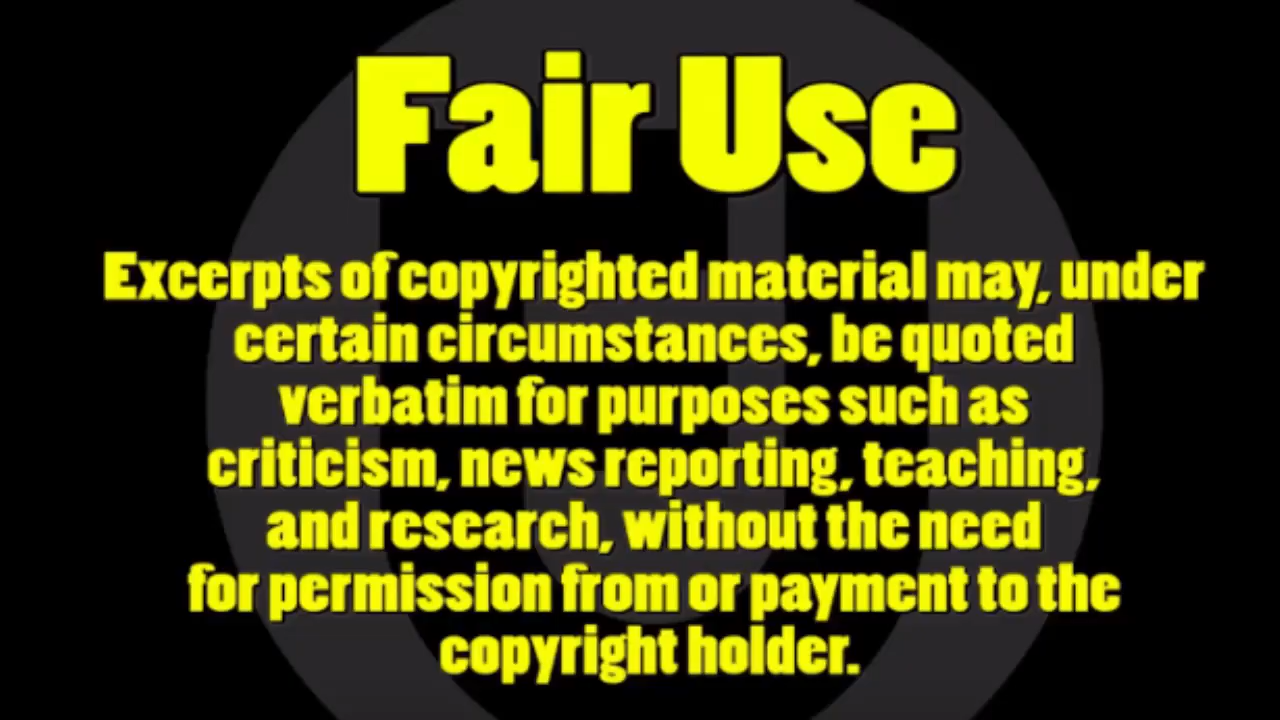 Fair Use
Excerpts of copyrighted material may, under
certain circumstances, be quoted
verbatim for purposes such as
criticism, news reporting, teaching,
and research, without the need
for permission from or payment to the
copyright holder.